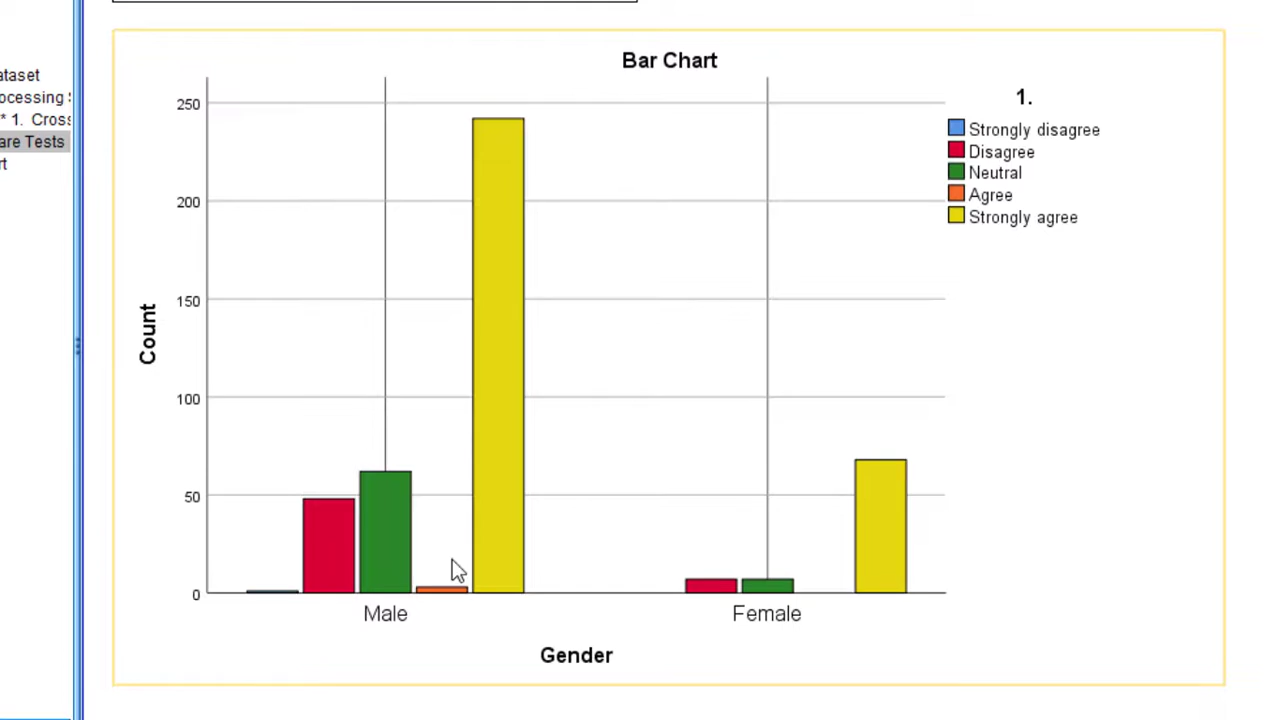 ataset
ocessing
* 1. Cross
are Tests
rt
Bar Chart
250
200
150
100
50
0
Count
Male
Female
Gender
1.
Strongly disagree
Disagree
Neutral
Agree
Strongly agree